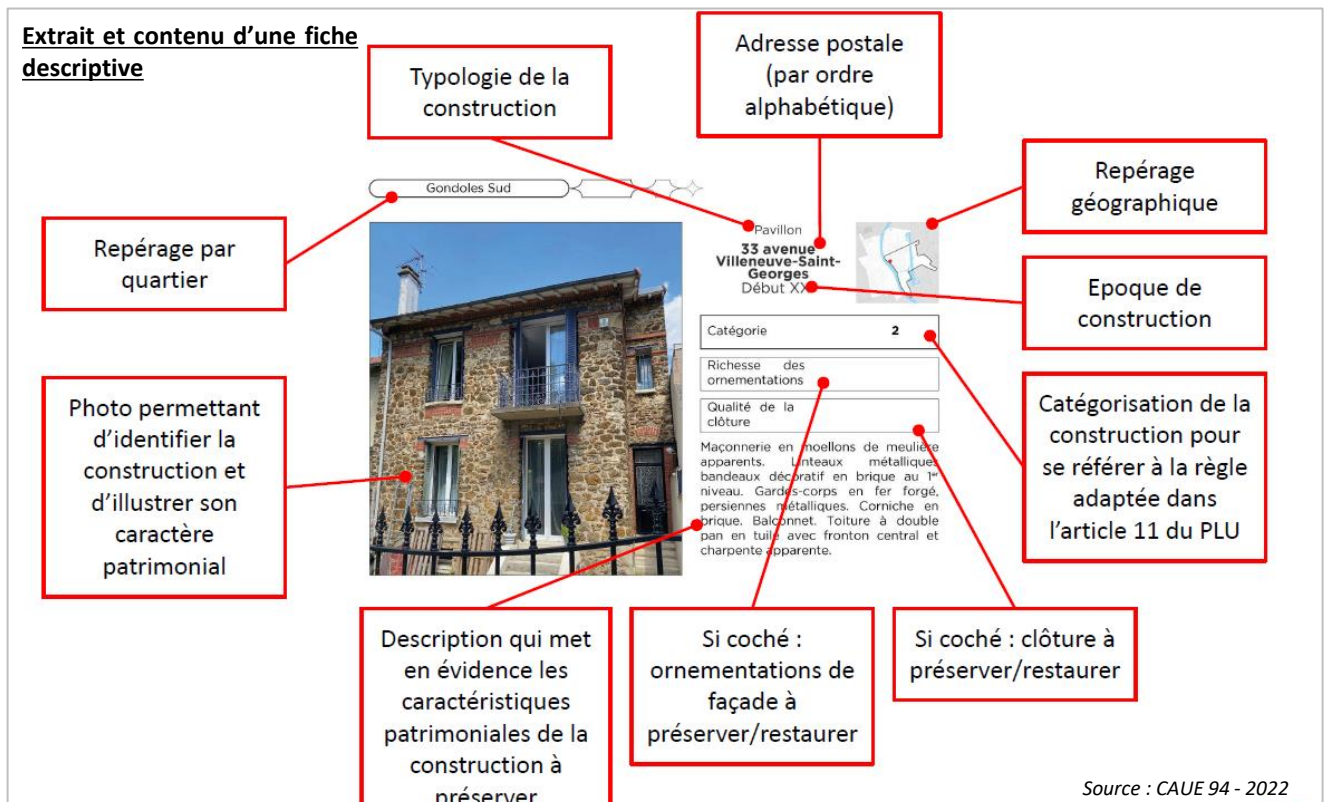 Extrait et contenu d'une fiche
descriptive
Typologie de la
construction
Adresse postale
(par ordre
alphabétique)
Repérage
géographique
Gondoles Sud
Repérage par
quartier
Pavillon
33 avenue
Villeneuve-Saint-
Georges
Début XX
Epoque de
construction
Catégorie 2
Richesse des
ornementations
Qualité de la
clôture
Photo permettant
d'identifier la
construction et
d'illustrer son
caractère
patrimonial
Catégorisation de la
construction pour
se référer à la règle
adaptée dans
l'article 11 du PLU
Maçonnerie en moellons de meulière
apparents. Linteaux métalliques
bandeaux décoratif en brique au 1er
niveau. Gardes-corps en fer forgé,
persiennes métalliques. Corniche en
brique. Balconnet. Toiture à double
pan en tuile avec fronton central et
charpente apparente.
Description qui met
en évidence les
caractéristiques
patrimoniales de la
construction à
préserver
Si coché :
ornementations de
façade à
préserver/restaurer
Si coché : clôture à
préserver/restaurer
Source : CAUE 94 - 2022